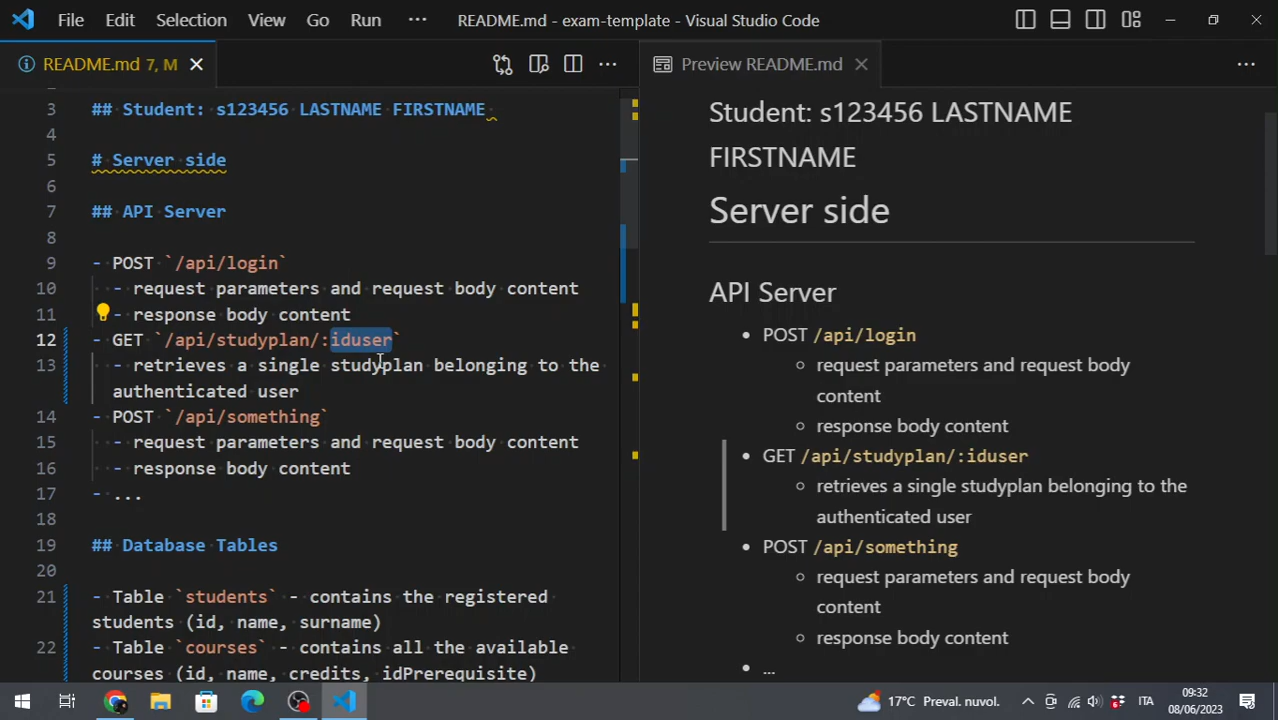 File Edit Selection View Go Run ··· README.md - exam-template - Visual Studio Code
README.md 7, M
Preview README.md
3 ## Student: s123456 LASTNAME FIRSTNAME
4
5 # Server side
6
7 ## API Server
8
9 - POST `/api/login`
10 - request parameters and request body content
11 - response body content
12 - GET `/api/studyplan/:iduser`
13 - retrieves a single studyplan belonging to the
authenticated user
14 - POST `/api/something`
15 - request parameters and request body content
16 - response body content
17 - ...
18
19 ## Database Tables
20
21 - Table `students` - contains the registered
students (id, name, surname)
22 - Table `courses` - contains all the available
courses (id, name, credits, idPrerequisite)
Student: s123456 LASTNAME
FIRSTNAME
Server side
API Server
• POST /api/login
◦ request parameters and request body
content
◦ response body content
• GET /api/studyplan/:iduser
◦ retrieves a single studyplan belonging to the
authenticated user
• POST /api/something
◦ request parameters and request body
content
◦ response body content
• ...
17°C Preval. nuvol.
ITA
09:32
08/06/2023